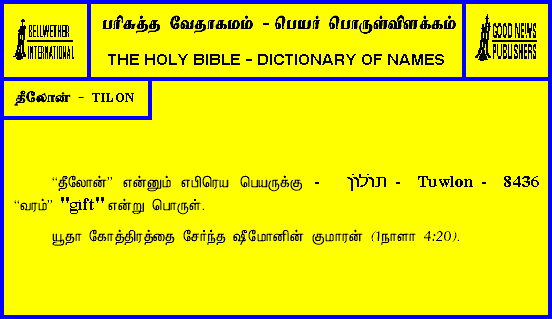 BELLWETHER
INTERNATIONAL
பரிசுத்த வேதாகமம் - பெயர் பொருள்விளக்கம்
THE HOLY BIBLE - DICTIONARY OF NAMES
GOOD NEWS
PUBLISHERS
தீலோன் - TILON
“தீலோன்” என்னும் எபிரெய பெயருக்கு - תולון - Tuwlon - 8436
“வரம்” "gift" என்று பொருள்.
யூதா கோத்திரத்தை சேர்ந்த ஷீமோனின் குமாரன் (1நாளா 4:20).